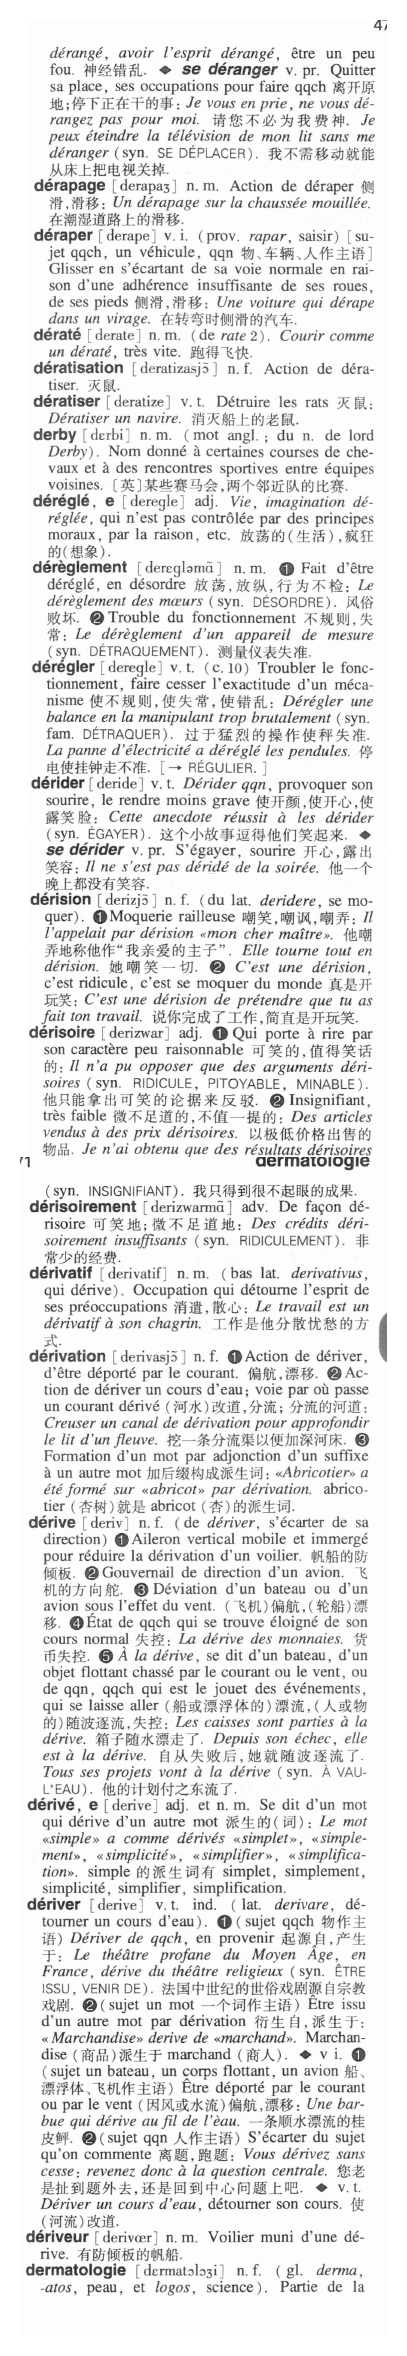 47
dérangé, avoir l'esprit dérangé, être un peu
fou. 神经错乱. ◆ se déranger v. pr. Quitter
sa place, ses occupations pour faire qqch 离开原
地;停下正在干的事: Je vous en prie, ne vous dé-
rangez pas pour moi. 请您不必为我费神. Je
peux éteindre la télévision de mon lit sans me
déranger (syn. SE DÉPLACER). 我不需移动就能
从床上把电视关掉.
dérapage [derapaʒ] n. m. Action de déraper 侧
滑,滑移: Un dérapage sur la chaussée mouillée.
在潮湿道路上的滑移.
déraper [derape] v. i. (prov. rapar, saisir) [su-
jet qqch, un véhicule, qqn 物、车辆、人作主语]
Glisser en s'écartant de sa voie normale en rai-
son d'une adhérence insuffisante de ses roues,
de ses pieds 侧滑,滑移: Une voiture qui dérape
dans un virage. 在转弯时侧滑的汽车.
dératé [derate] n. m. (de rate 2). Courir comme
un dératé, très vite. 跑得飞快.
dératisation [deratizasjɔ̃] n. f. Action de déra-
tiser. 灭鼠.
dératiser [deratize] v. t. Détruire les rats 灭鼠:
Dératiser un navire. 消灭船上的老鼠.
derby [dɛrbi] n. m. (mot angl.; du n. de lord
Derby). Nom donné à certaines courses de che-
vaux et à des rencontres sportives entre équipes
voisines. [英]某些赛马会,两个邻近队的比赛.
déréglé, e [deregle] adj. Vie, imagination dé-
réglée, qui n'est pas contrôlée par des principes
moraux, par la raison, etc. 放荡的(生活),疯狂
的(想象).
dérèglement [derɛgləmɑ̃] n. m. ❶ Fait d'être
déréglé, en désordre 放荡,放纵,行为不检: Le
dérèglement des mœurs (syn. DÉSORDRE). 风俗
败坏. ❷ Trouble du fonctionnement 不规则,失
常: Le dérèglement d'un appareil de mesure
(syn. DÉTRAQUEMENT). 测量仪表失准.
dérégler [deregle] v. t. (c. 10) Troubler le fonc-
tionnement, faire cesser l'exactitude d'un méca-
nisme 使不规则,使失常,使错乱: Dérégler une
balance en la manipulant trop brutalement (syn.
fam. DÉTRAQUER). 过于猛烈的操作使秤失准.
La panne d'électricité a déréglé les pendules. 停
电使挂钟走不准. [→ RÉGULIER. ]
dérider [deride] v. t. Dérider qqn, provoquer son
sourire, le rendre moins grave 使开颜,使开心,使
露笑脸: Cette anecdote réussit à les dérider
(syn. ÉGAYER). 这个小故事逗得他们笑起来. ◆
se dérider v. pr. S'égayer, sourire 开心,露出
笑容: Il ne s'est pas déridé de la soirée. 他一个
晚上都没有笑容.
dérision [derizjɔ̃] n. f. (du lat. deridere, se mo-
quer). ❶ Moquerie railleuse 嘲笑,嘲讽,嘲弄: Il
l'appelait par dérision «mon cher maître». 他嘲
弄地称他作“我亲爱的主子”. Elle tourne tout en
dérision. 她嘲笑一切. ❷ C'est une dérision,
c'est ridicule, c'est se moquer du monde 真是开
玩笑: C'est une dérision de prétendre que tu as
fait ton travail. 说你完成了工作,简直是开玩笑.
dérisoire [derizwar] adj. ❶ Qui porte à rire par
son caractère peu raisonnable 可笑的,值得笑话
的: Il n'a pu opposer que des arguments déri-
soires (syn. RIDICULE, PITOYABLE, MINABLE).
他只能拿出可笑的论据来反驳. ❷ Insignifiant,
très faible 微不足道的,不值一提的: Des articles
vendus à des prix dérisoires. 以极低价格出售的
物品. Je n'ai obtenu que des résultats dérisoires
71 dermatologie
(syn. INSIGNIFIANT). 我只得到很不起眼的成果.
dérisoirement [derizwarmɑ̃] adv. De façon dé-
risoire 可笑地;微不足道地: Des crédits déri-
soirement insuffisants (syn. RIDICULEMENT). 非
常少的经费.
dérivatif [derivatif] n. m. (bas lat. derivativus,
qui dérive). Occupation qui détourne l'esprit de
ses préoccupations 消遣,散心: Le travail est un
dérivatif à son chagrin. 工作是他分散忧愁的方
式.
dérivation [derivasjɔ̃] n. f. ❶ Action de dériver,
d'être déporté par le courant. 偏航,漂移. ❷ Ac-
tion de dériver un cours d'eau; voie par où passe
un courant dérivé (河水)改道,分流; 分流的河道:
Creuser un canal de dérivation pour approfondir
le lit d'un fleuve. 挖一条分流渠以便加深河床. ❸
Formation d'un mot par adjonction d'un suffixe
à un autre mot 加后缀构成派生词: «Abricotier» a
été formé sur «abricot» par dérivation. abrico-
tier (杏树)就是 abricot (杏)的派生词.
dérive [deriv] n. f. (de dériver, s'écarter de sa
direction) ❶ Aileron vertical mobile et immergé
pour réduire la dérivation d'un voilier. 帆船的防
倾板. ❷ Gouvernail de direction d'un avion. 飞
机的方向舵. ❸ Déviation d'un bateau ou d'un
avion sous l'effet du vent. (飞机)偏航,(轮船)漂
移. ❹ État de qqch qui se trouve éloigné de son
cours normal 失控: La dérive des monnaies. 货
币失控. ❺ À la dérive, se dit d'un bateau, d'un
objet flottant chassé par le courant ou le vent, ou
de qqn, qqch qui est le jouet des événements,
qui se laisse aller (船或漂浮体的)漂流,(人或物
的)随波逐流,失控: Les caisses sont parties à la
dérive. 箱子随水漂走了. Depuis son échec, elle
est à la dérive. 自从失败后,她就随波逐流了.
Tous ses projets vont à la dérive (syn. À VAU-
L'EAU). 他的计划付之东流了.
dérivé, e [derive] adj. et n. m. Se dit d'un mot
qui dérive d'un autre mot 派生的(词): Le mot
«simple» a comme dérivés «simplet», «simple-
ment», «simplicité», «simplifier», «simplifica-
tion». simple 的派生词有 simplet, simplement,
simplicité, simplifier, simplification.
dériver [derive] v. t. ind. (lat. derivare, dé-
tourner un cours d'eau). ❶ (sujet qqch 物作主
语) Dériver de qqch, en provenir 起源自,产生
于: Le théâtre profane du Moyen Âge, en
France, dérive du théâtre religieux (syn. ÊTRE
ISSU, VENIR DE). 法国中世纪的世俗戏剧源自宗教
戏剧. ❷ (sujet un mot 一个词作主语) Être issu
d'un autre mot par dérivation 衍生自,派生于:
«Marchandise» derive de «marchand». Marchan-
dise (商品)派生于 marchand (商人). ◆ v i. ❶
(sujet un bateau, un corps flottant, un avion 船、
漂浮体、飞机作主语) Être déporté par le courant
ou par le vent (因风或水流)偏航,漂移: Une bar-
bue qui dérive au fil de l'èau. 一条顺水漂流的桂
皮鲆. ❷ (sujet qqn 人作主语) S'écarter du sujet
qu'on commente 离题,跑题: Vous dérivez sans
cesse; revenez donc à la question centrale. 您老
是扯到题外去,还是回到中心问题上吧. ◆ v. t.
Dériver un cours d'eau, détourner son cours. 使
(河流)改道.
dériveur [derivœr] n. m. Voilier muni d'une dé-
rive. 有防倾板的帆船.
dermatologie [dɛrmatɔlɔʒi] n. f. (gl. derma,
-atos, peau, et logos, science). Partie de la